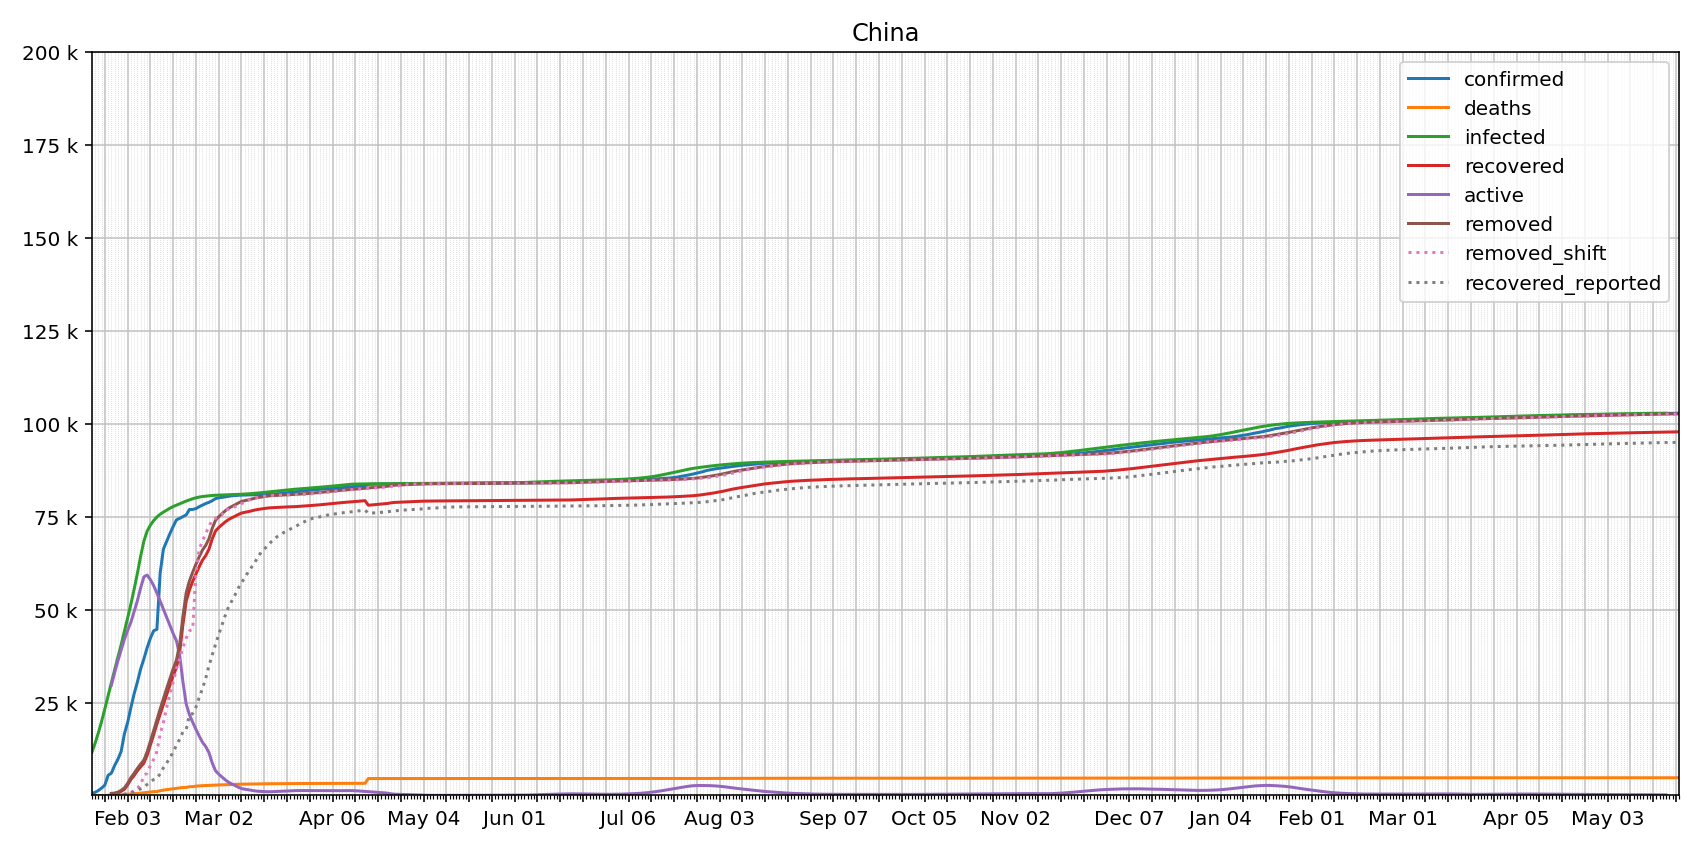 China
200 k
175 k
150 k
125 k
100 k
75 k
50 k
25 k
confirmed
deaths
infected
recovered
active
removed
removed_shift
recovered_reported
Feb 03 Mar 02 Apr 06 May 04 Jun 01 Jul 06 Aug 03 Sep 07 Oct 05 Nov 02 Dec 07 Jan 04 Feb 01 Mar 01 Apr 05 May 03